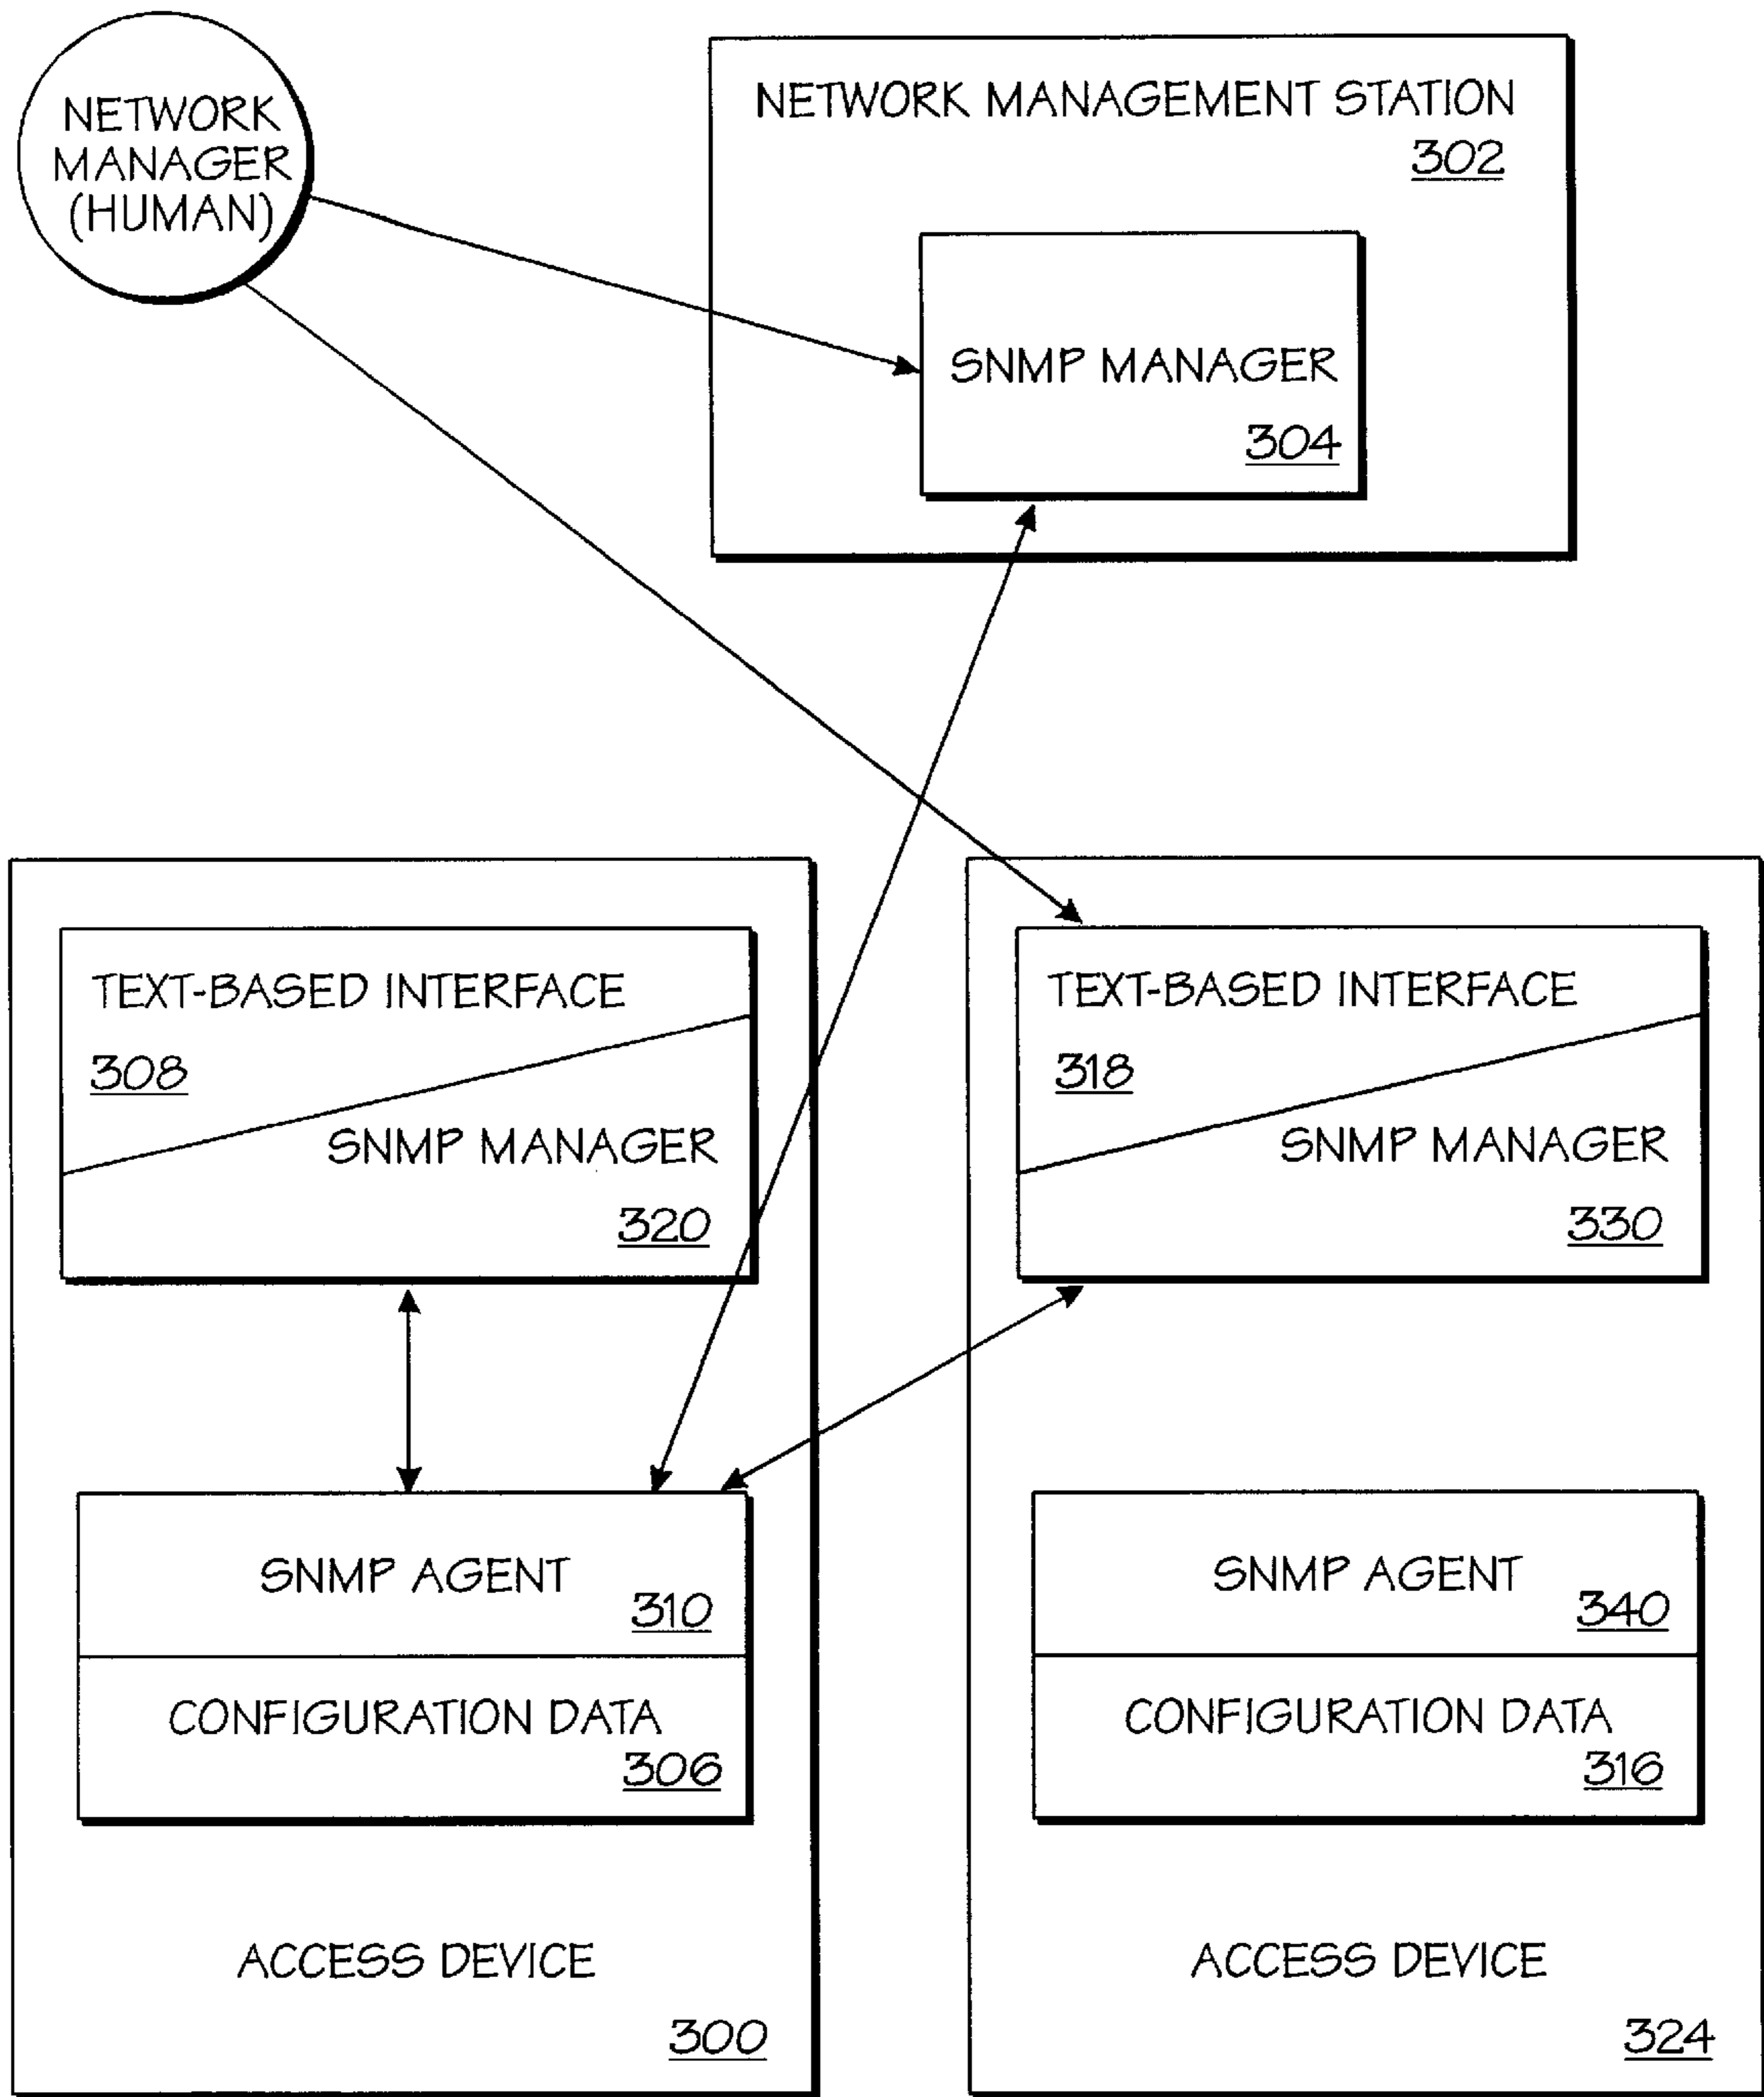 NETWORK
MANAGER
(HUMAN)
NETWORK MANAGEMENT STATION
302
SNMP MANAGER
304
TEXT-BASED INTERFACE
308
SNMP MANAGER
320
SNMP AGENT
310
CONFIGURATION DATA
306
ACCESS DEVICE
300
TEXT-BASED INTERFACE
318
SNMP MANAGER
330
SNMP AGENT
340
CONFIGURATION DATA
316
ACCESS DEVICE
324